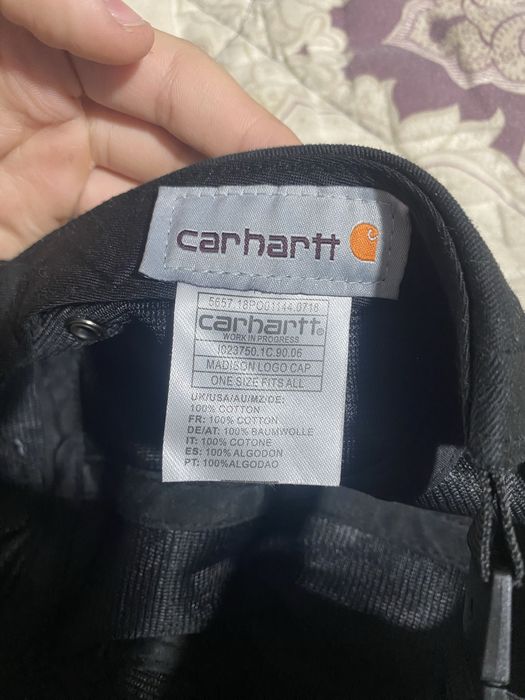 carhartt
5657.18PO01144.0718
carhartt®
WORK IN PROGRESS
I023750.1C.90.06
MADISON LOGO CAP
ONE SIZE FITS ALL
UK/USA/AU/MZ/DE:
100% COTTON
FR: 100% COTTON
DE/AT: 100% BAUMWOLLE
IT: 100% COTONE
ES: 100% ALGODON
PT: 100%ALGODAO